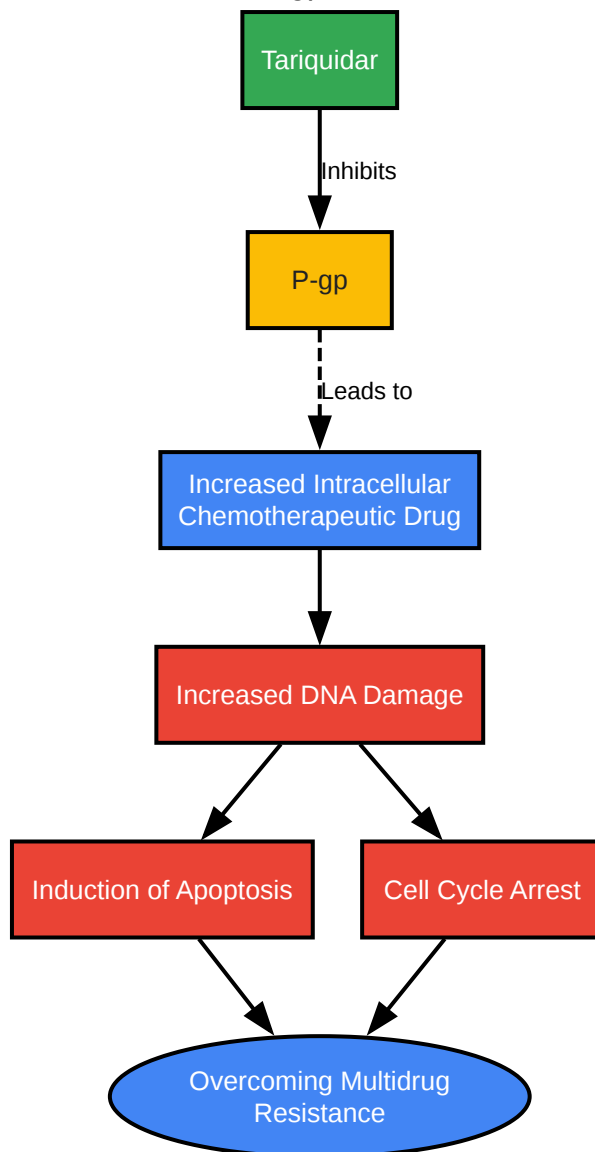 Tariquidar
Inhibits
P-gp
Leads to
Increased Intracellular
Chemotherapeutic Drug
Increased DNA Damage
Induction of Apoptosis
Cell Cycle Arrest
Overcoming Multidrug
Resistance